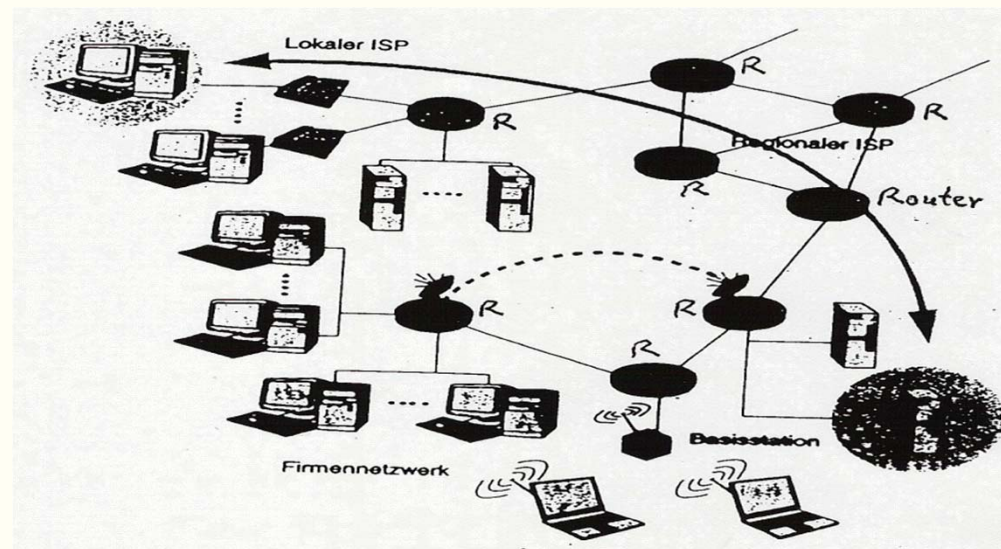 Lokaler ISP
R
R
R
Regionaler ISP
R
Router
R
R
R
Basisstation
Firmennetzwerk